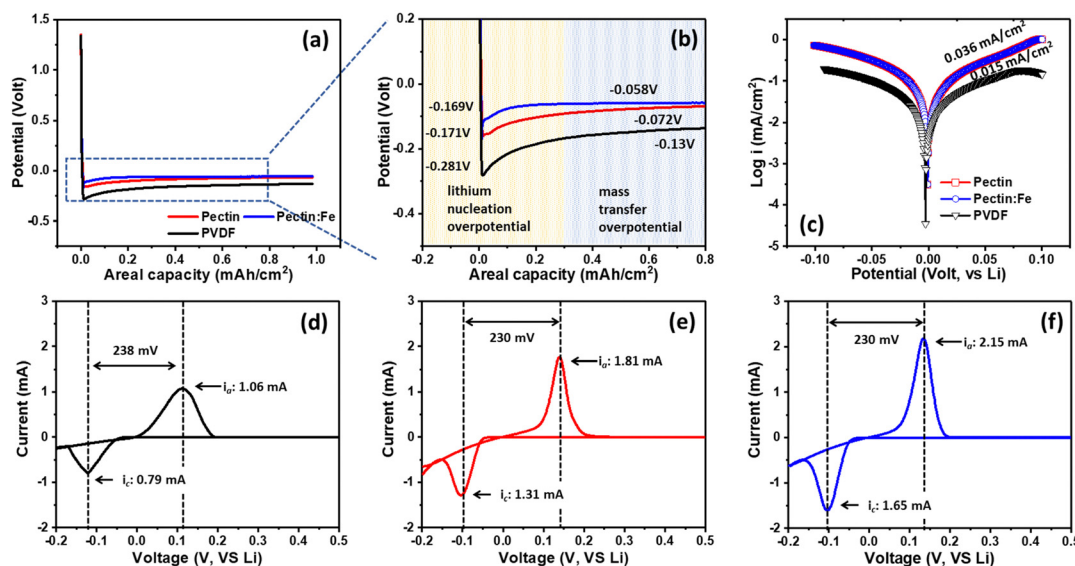 (a)
Potential (Volt)
1.5
1.0
0.5
0.0
-0.5
Pectin
Pectin:Fe
PVDF
0.0 0.2 0.4 0.6 0.8 1.0
Areal capacity (mAh/cm²)
(b)
Potential (Volt)
0.2
0.0
-0.2
-0.4
-0.169V
-0.171V
-0.281V
-0.058V
-0.072V
-0.13V
lithium
nucleation
overpotential
mass
transfer
overpotential
-0.2 0.0 0.2 0.4 0.6 0.8
Areal capacity (mAh/cm²)
(c)
Log i (mA/cm²)
0
-1
-2
-3
-4
-5
0.036 mA/cm²
0.015 mA/cm²
Pectin
Pectin:Fe
PVDF
-0.10 -0.05 0.00 0.05 0.10
Potential (Volt, vs Li)
(d)
Current (mA)
3
2
1
0
-1
-2
238 mV
iₐ: 1.06 mA
i꜀: 0.79 mA
-0.2 -0.1 0.0 0.1 0.2 0.3 0.4 0.5
Voltage (V, VS Li)
(e)
Current (mA)
3
2
1
0
-1
-2
230 mV
iₐ: 1.81 mA
i꜀: 1.31 mA
-0.2 -0.1 0.0 0.1 0.2 0.3 0.4 0.5
Voltage (V, VS Li)
(f)
Current (mA)
3
2
1
0
-1
-2
230 mV
iₐ: 2.15 mA
i꜀: 1.65 mA
-0.2 -0.1 0.0 0.1 0.2 0.3 0.4 0.5
Voltage (V, VS Li)